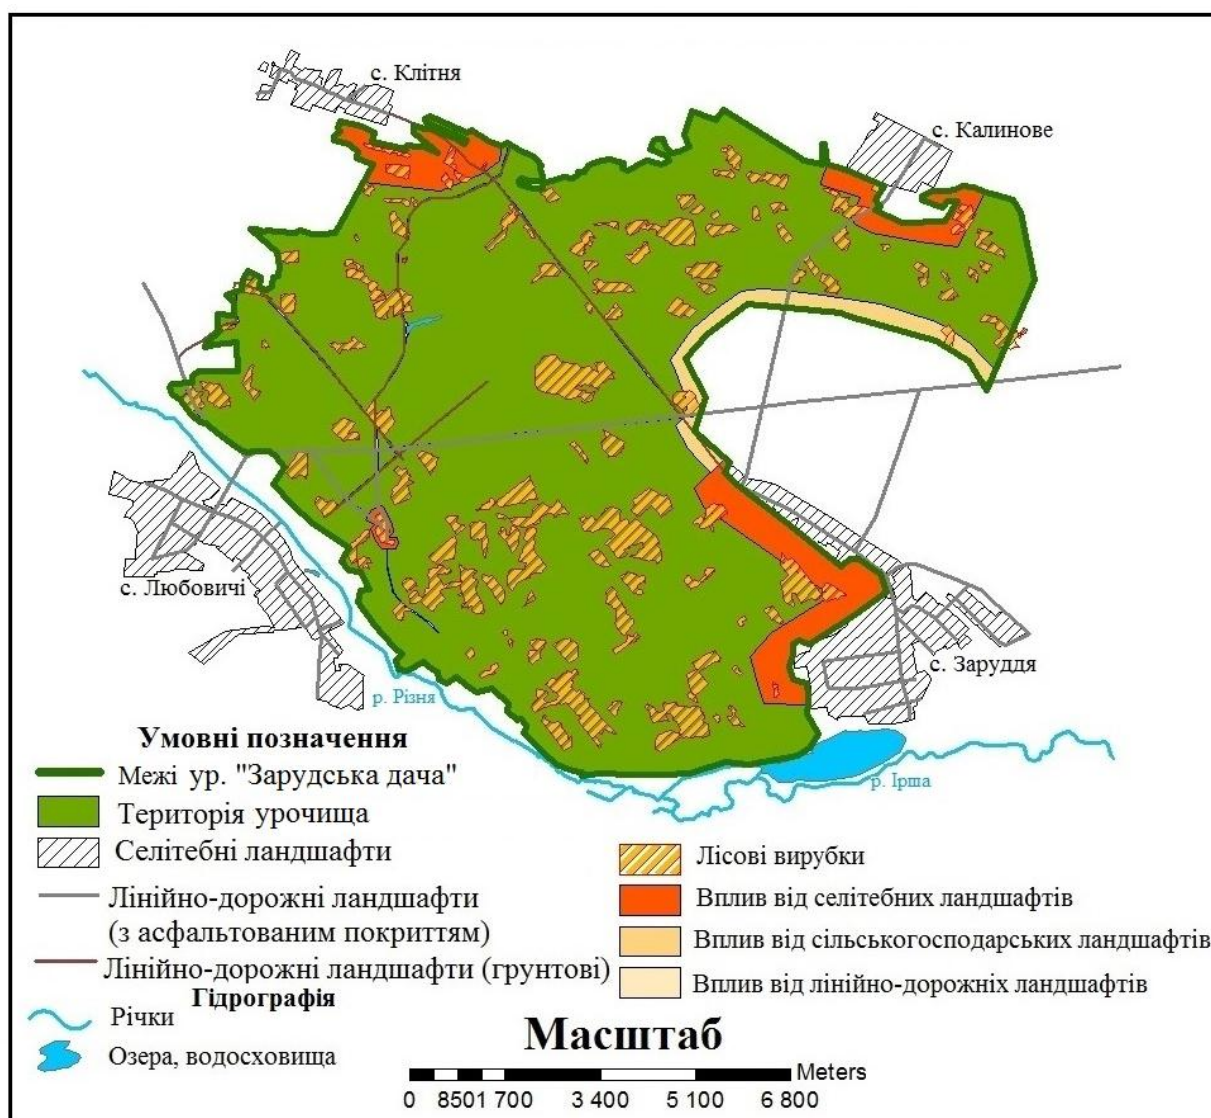 с. Клітня
с. Калинове
с. Любовичі
с. Заруддя
р. Різня
р. Ірша
Умовні позначення
Межі ур. "Зарудська дача"
Територія урочища
Селітебні ландшафти
Лінійно-дорожні ландшафти
(з асфальтованим покриттям)
Лінійно-дорожні ландшафти (грунтові)
Гідрографія
Річки
Озера, водосховища
Лісові вирубки
Вплив від селітебних ландшафтів
Вплив від сільськогосподарських ландшафтів
Вплив від лінійно-дорожніх ландшафтів
Масштаб
Meters
0 850 1 700 3 400 5 100 6 800